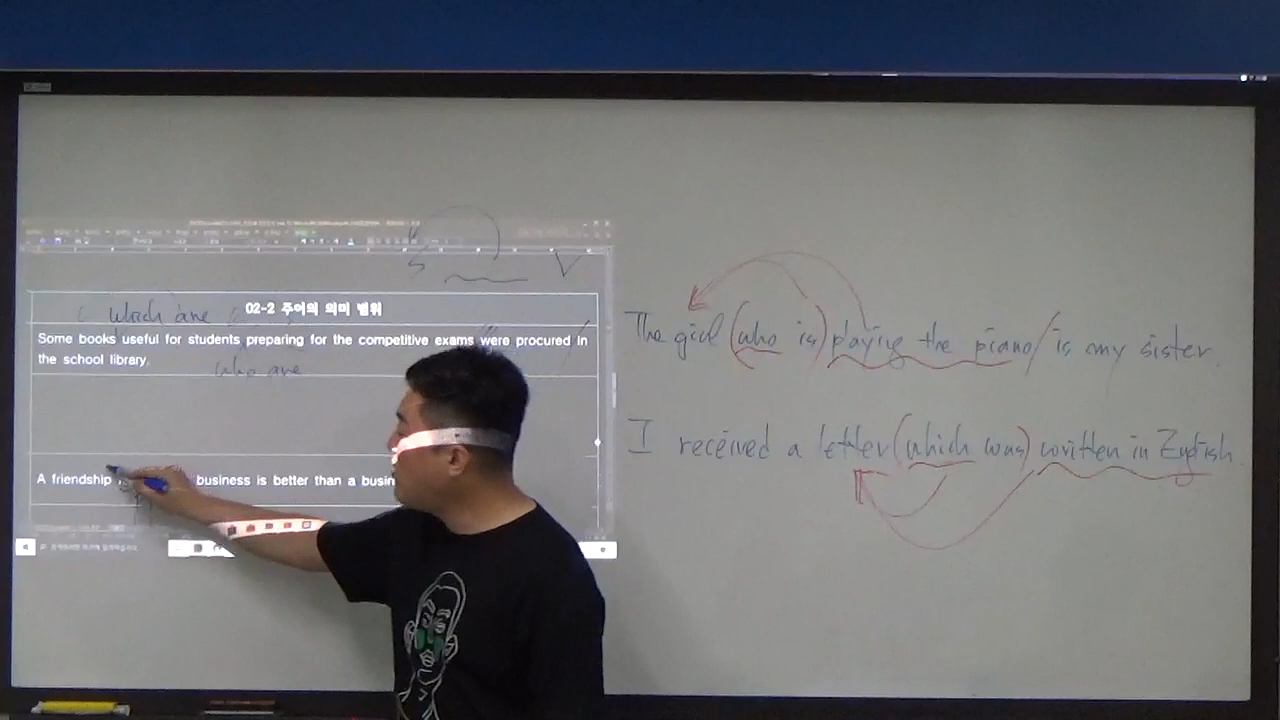 which are
02-2 주어의 의미 범위
Some books useful for students preparing for the competitive exams were procured in
the school library.
who are
A friendship business is better than a busin
S V
The girl (who is) playing the piano / is my sister.
I received a letter (which was) written in English